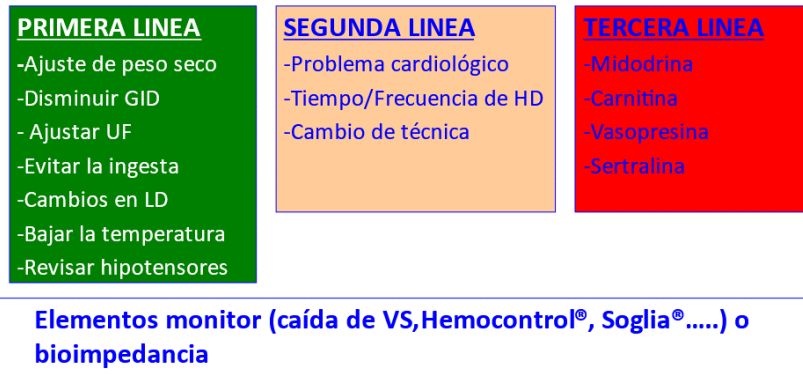 PRIMERA LINEA
-Ajuste de peso seco
-Disminuir GID
- Ajustar UF
-Evitar la ingesta
-Cambios en LD
-Bajar la temperatura
-Revisar hipotensores
SEGUNDA LINEA
-Problema cardiológico
-Tiempo/Frecuencia de HD
-Cambio de técnica
TERCERA LINEA
-Midodrina
-Carnitina
-Vasopresina
-Sertralina
Elementos monitor (caída de VS,Hemocontrol®, Soglia®…..) o
bioimpedancia